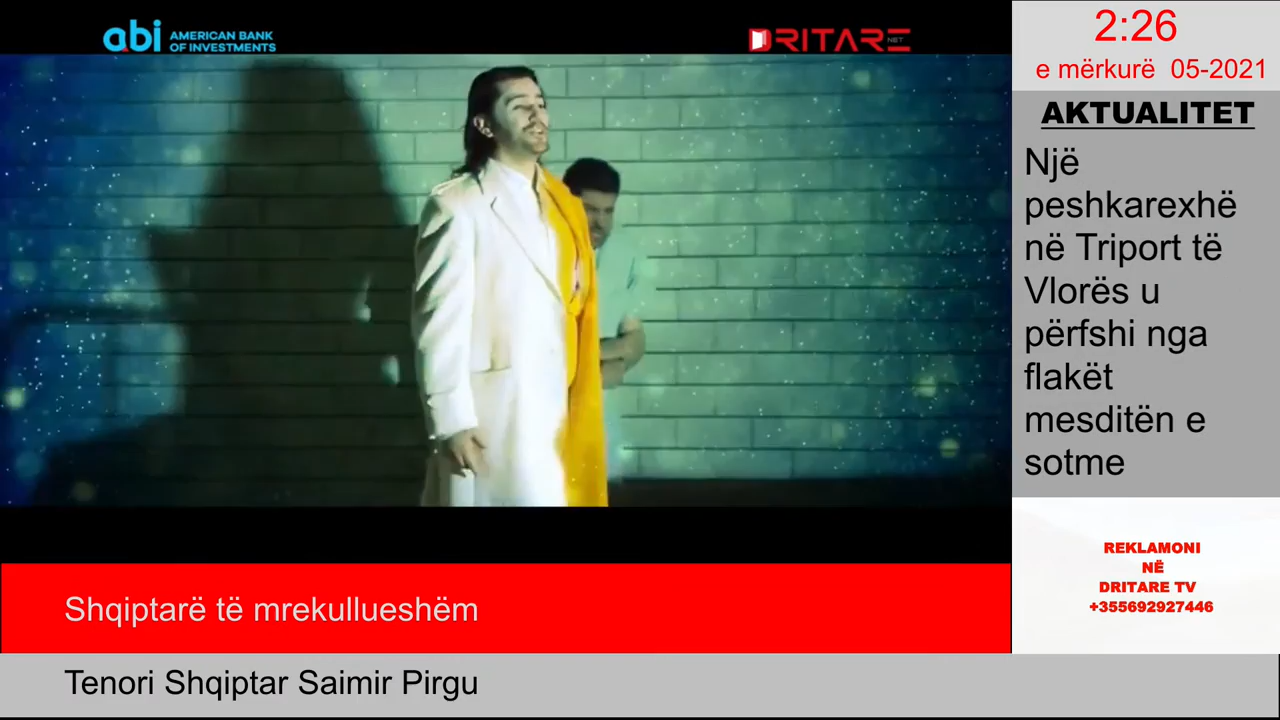 abi AMERICAN BANK
OF INVESTMENTS
DRITARE
NET
2:26
e mërkurë 05-2021
AKTUALITET
Një
peshkarexhë
në Triport të
Vlorës u
përfshi nga
flakët
mesditën e
sotme
REKLAMONI
NË
DRITARE TV
+355692927446
Shqiptarë të mrekullueshëm
Tenori Shqiptar Saimir Pirgu